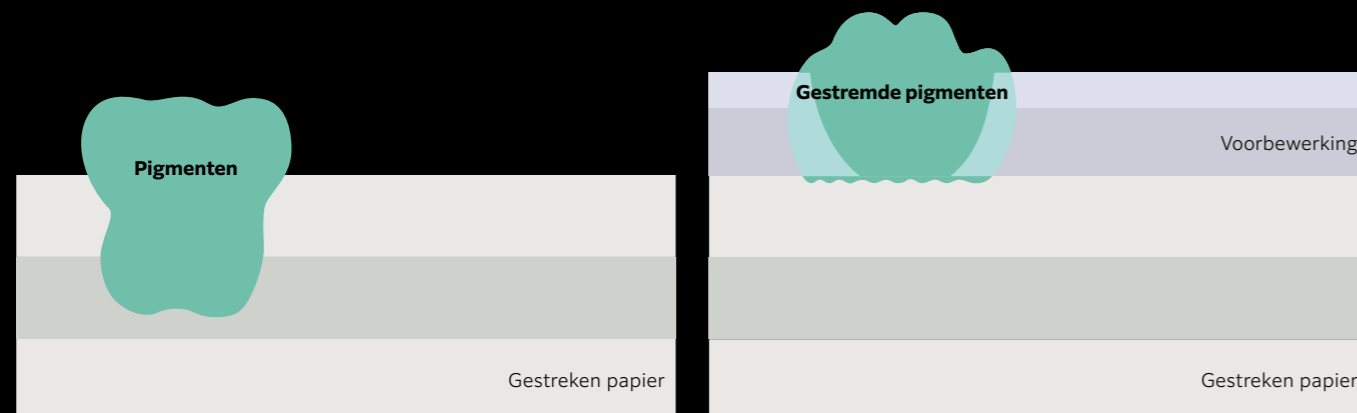 Pigmenten
Gestreken papier
Gestremde pigmenten
Voorbewerking
Gestreken papier